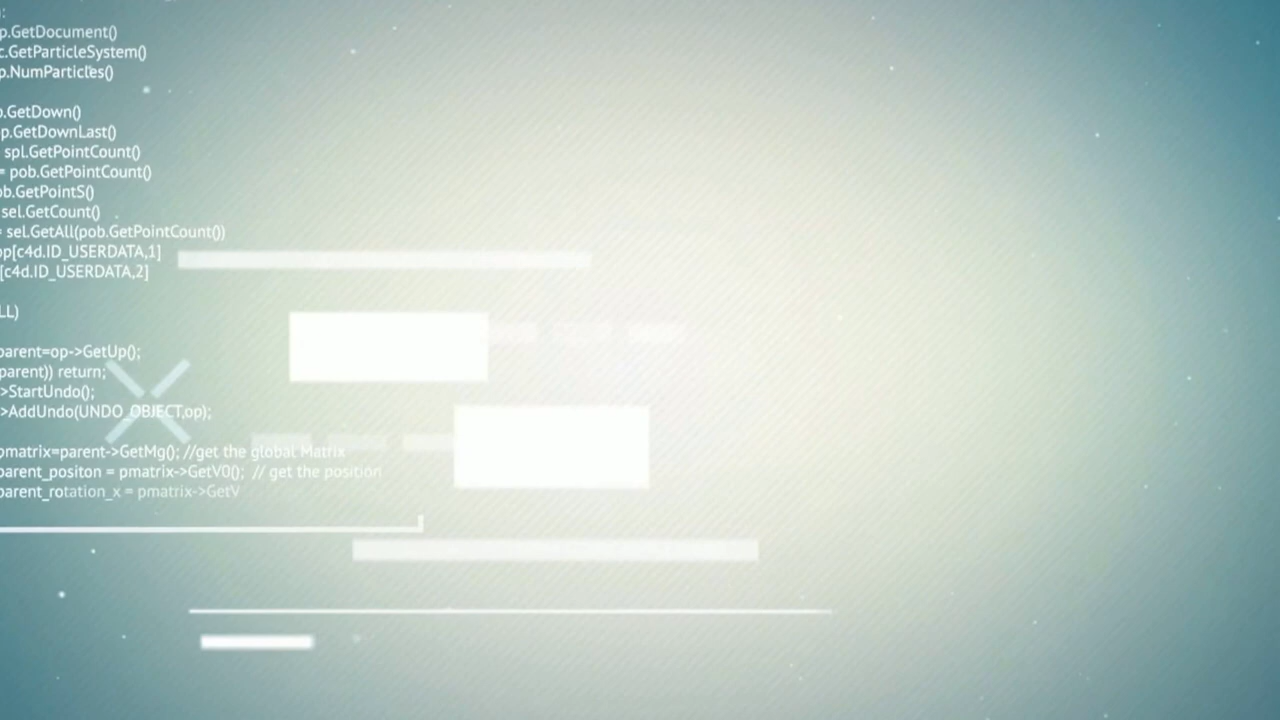 ):
p.GetDocument()
c.GetParticleSystem()
p.NumParticles()
o.GetDown()
p.GetDownLast()
spl.GetPointCount()
= pob.GetPointCount()
ob.GetPointS()
sel.GetCount()
= sel.GetAll(pob.GetPointCount())
op[c4d.ID_USERDATA,1]
[c4d.ID_USERDATA,2]
LL)
parent=op->GetUp();
parent)) return;
>StartUndo();
>AddUndo(UNDO_OBJECT,op);
pmatrix=parent->GetMg(); //get the global Matrix
parent_positon = pmatrix->GetV0(); // get the position
parent_rotation_x = pmatrix->GetV